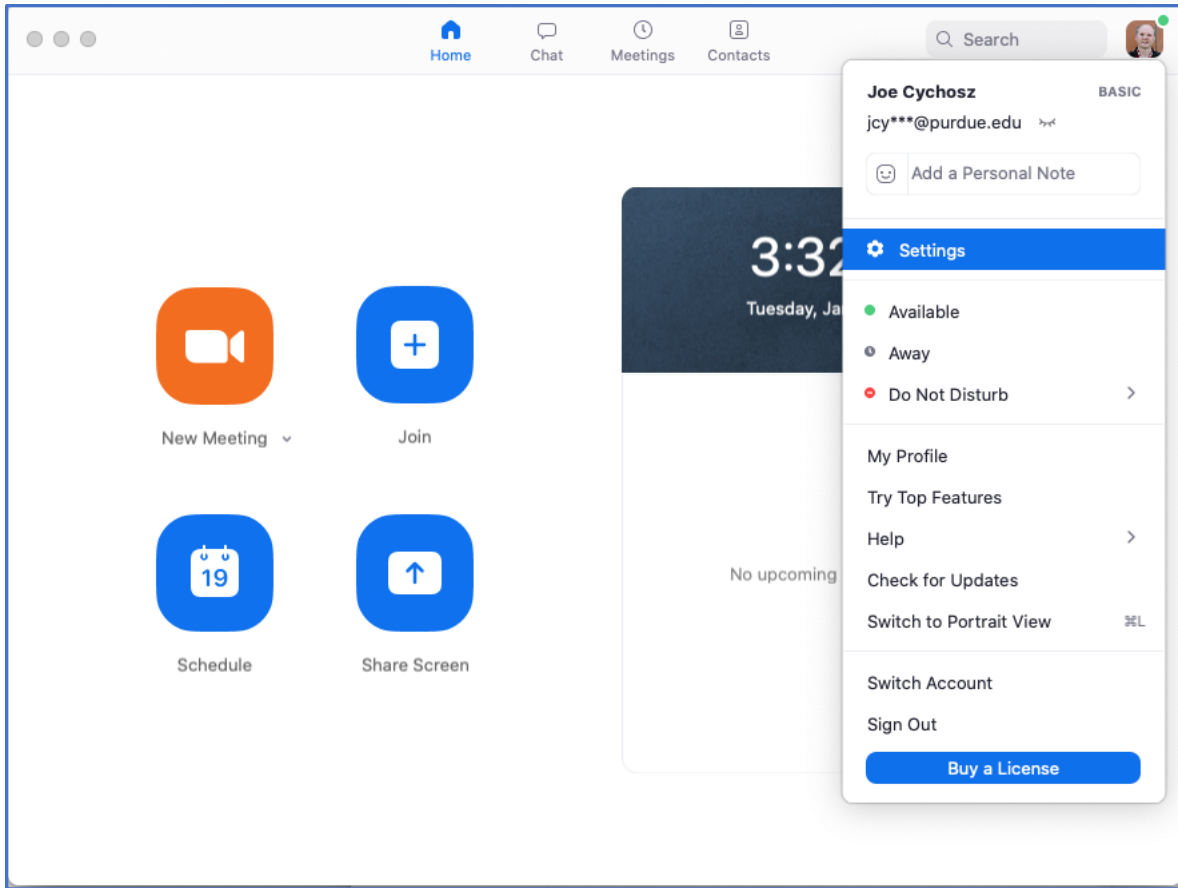 Home
Chat
Meetings
Contacts
Search
Joe Cychosz
BASIC
jcy***@purdue.edu
Add a Personal Note
Settings
3:32
Tuesday, Ja
Available
Away
Do Not Disturb
New Meeting
Join
My Profile
Try Top Features
Help
No upcoming
Check for Updates
19
Switch to Portrait View
⌘L
Schedule
Share Screen
Switch Account
Sign Out
Buy a License